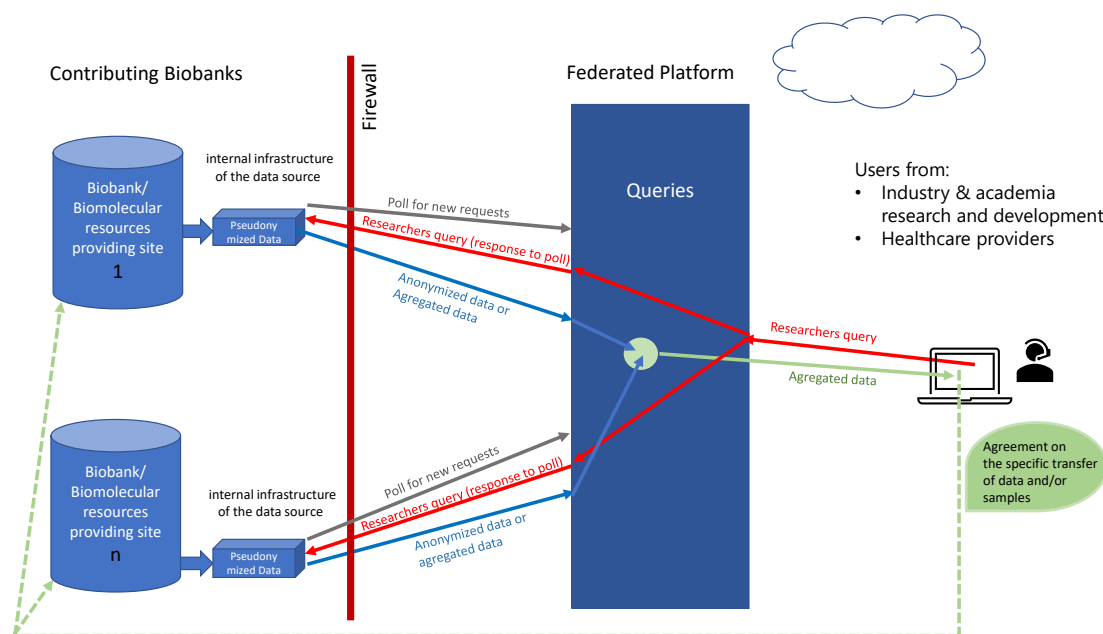 Contributing Biobanks
Firewall
Federated Platform
internal infrastructure
of the data source
Biobank/
Biomolecular
resources
providing site
1
Pseudony
mized Data
Poll for new requests
Researchers query (response to poll)
Anonymized data or
Agregated data
Queries
Users from:
• Industry & academia
research and development
• Healthcare providers
Researchers query
Agregated data
Agreement on
the specific transfer
of data and/or
samples
Biobank/
Biomolecular
resources
providing site
n
internal infrastructure
of the data source
Pseudony
mized Data
Poll for new requests
Researchers query (response to poll)
Anonymized data or
agregated data